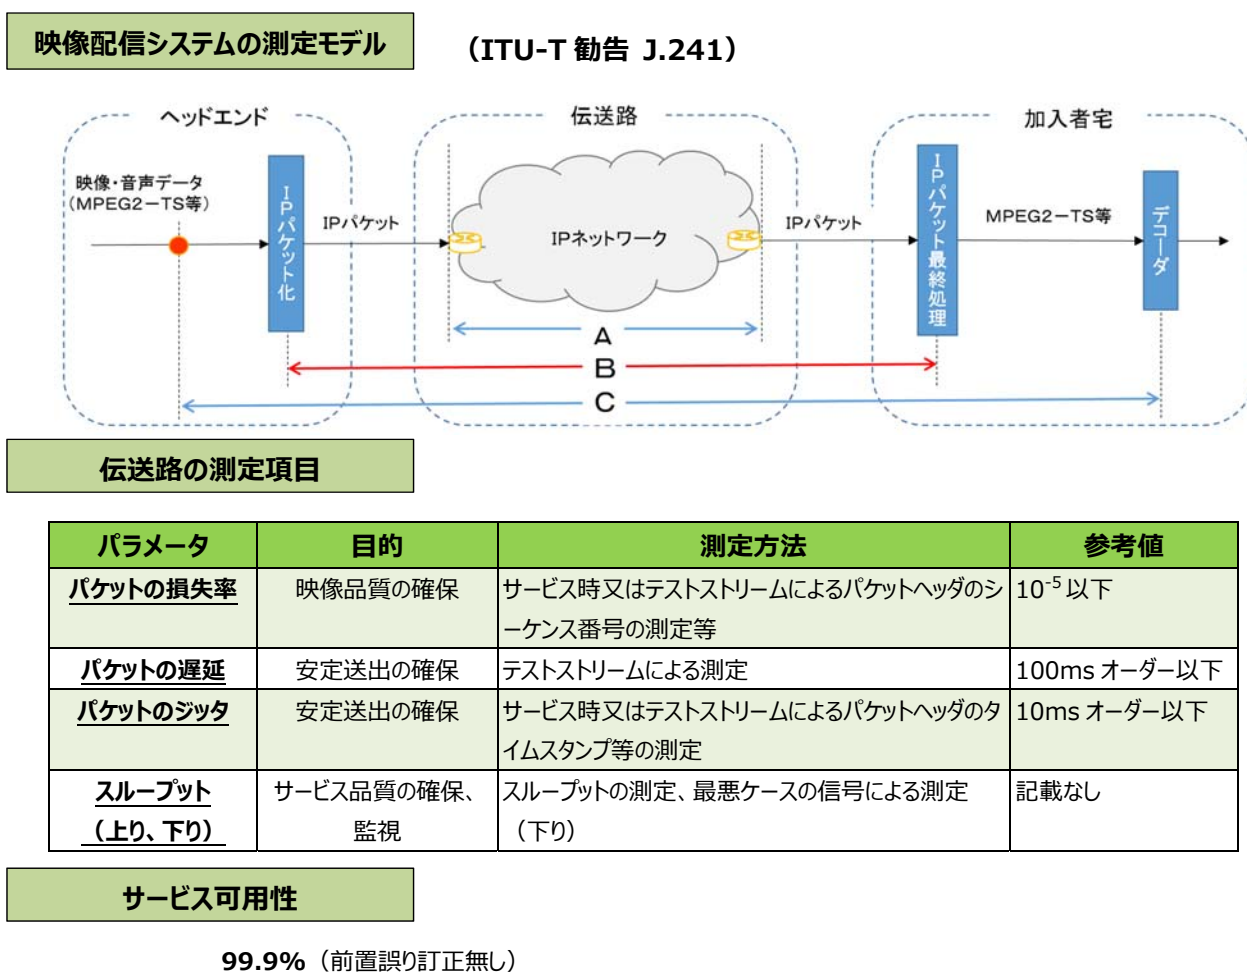 映像配信システムの測定モデル
（ITU-T 勧告 J.241）
ヘッドエンド
伝送路
加入者宅
映像・音声データ
（MPEG2－TS等）
IPパケット化
IPパケット
IPネットワーク
IPパケット
IPパケット最終処理
MPEG2－TS等
デコーダ
A
B
C
伝送路の測定項目
パラメータ 目的 測定方法 参考値
パケットの損失率 映像品質の確保 サービス時又はテストストリームによるパケットヘッダのシ 10⁻⁵以下
ーケンス番号の測定等
パケットの遅延 安定送出の確保 テストストリームによる測定 100ms オーダー以下
パケットのジッタ 安定送出の確保 サービス時又はテストストリームによるパケットヘッダのタ 10ms オーダー以下
イムスタンプ等の測定
スループット サービス品質の確保、 スループットの測定、最悪ケースの信号による測定 記載なし
（上り、下り） 監視 （下り）
サービス可用性
99.9%（前置誤り訂正無し）